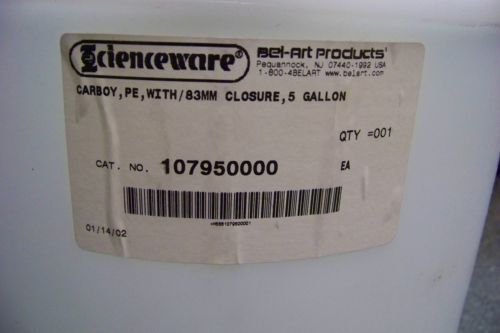 Scienceware®
Bel-Art Products®
Pequannock, NJ 07440-1992 USA
1-800-4BELART www.belart.com
CARBOY,PE,WITH/83MM CLOSURE,5 GALLON
QTY =001
CAT. NO. 107950000 EA
01/14/02